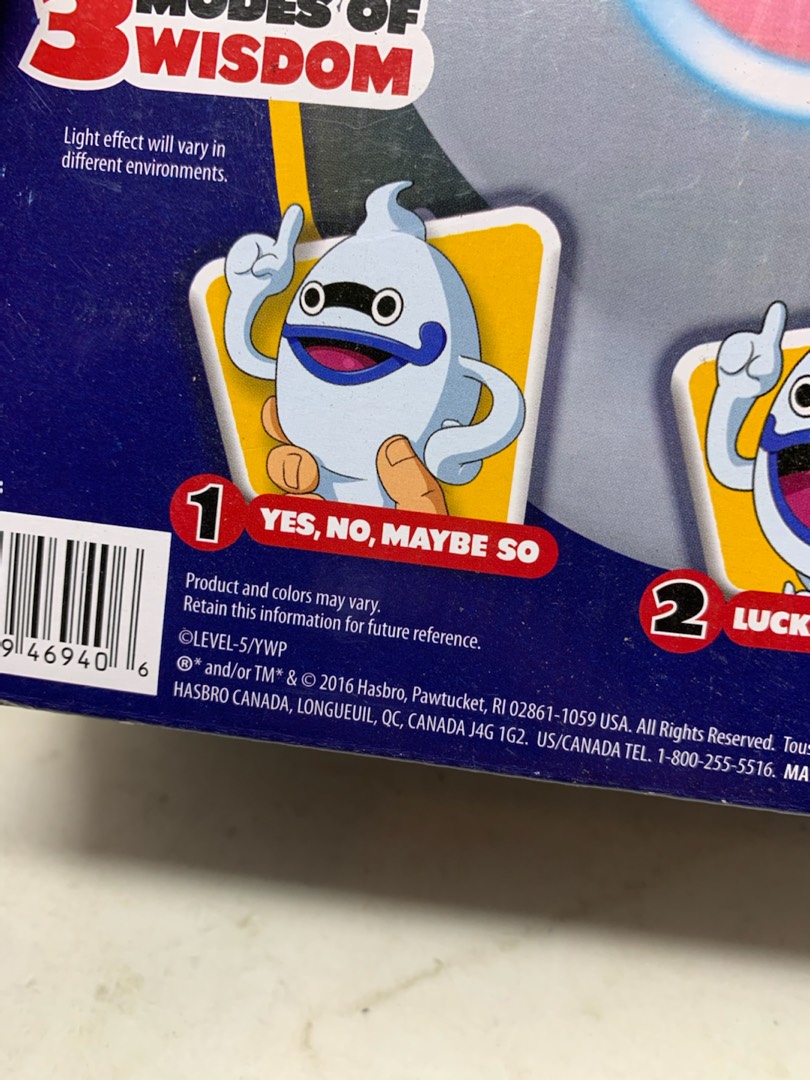 3 MODES OF
WISDOM
Light effect will vary in
different environments.
1 YES, NO, MAYBE SO
2 LUCK
Product and colors may vary.
Retain this information for future reference.
©LEVEL-5/YWP
®* and/or TM* & © 2016 Hasbro, Pawtucket, RI 02861-1059 USA. All Rights Reserved. Tous
HASBRO CANADA, LONGUEUIL, QC, CANADA J4G 1G2. US/CANADA TEL. 1-800-255-5516. MA
9 46940 6